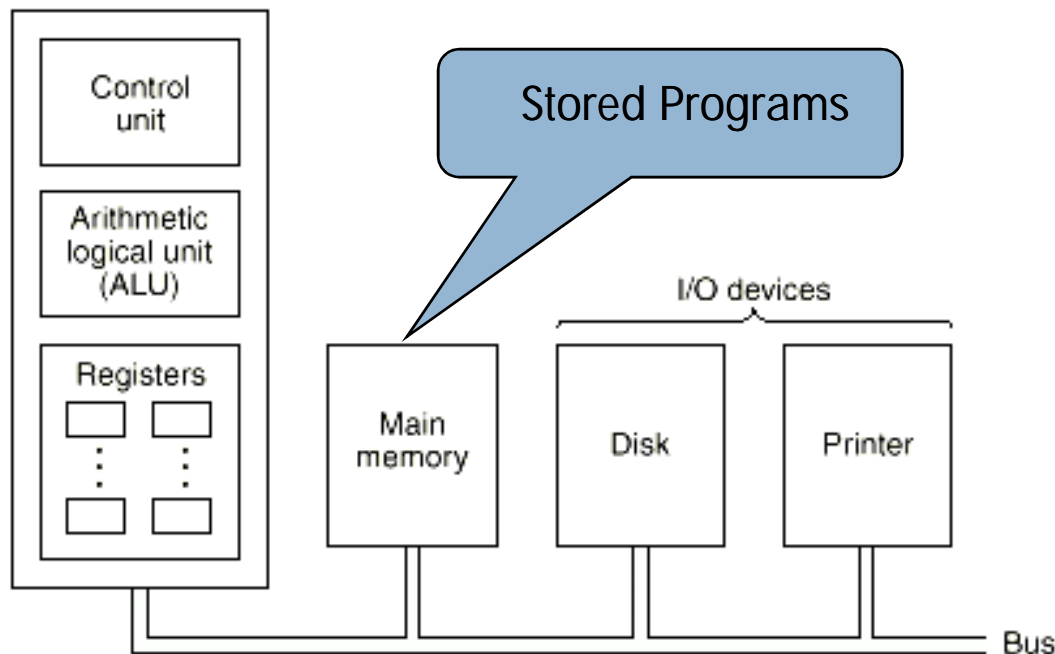 Control
unit
Stored Programs
Arithmetic
logical unit
(ALU)
I/O devices
Registers
Main
memory
Disk
Printer
Bus